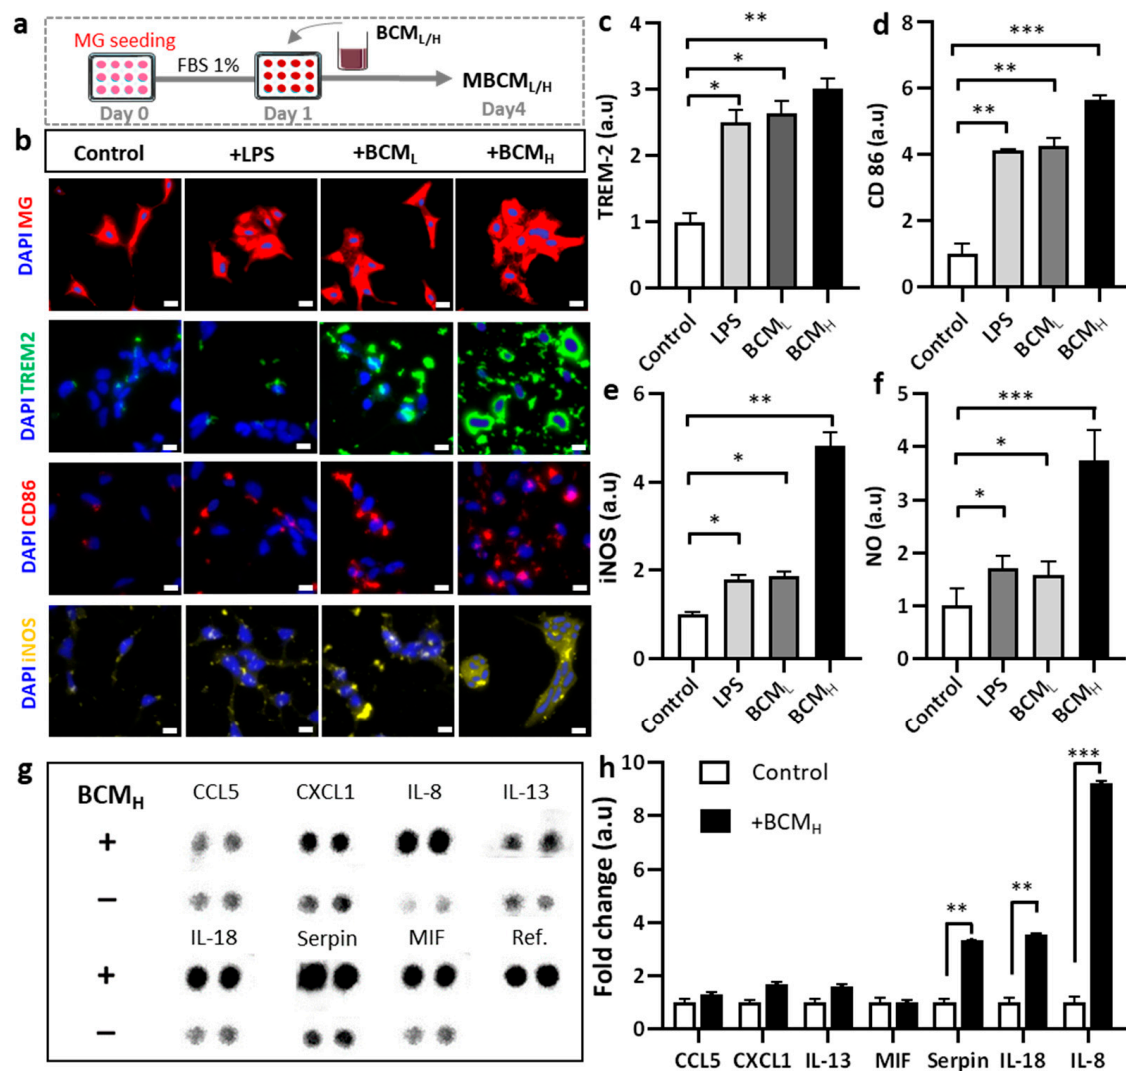 a
MG seeding
FBS 1%
BCM_L/H
MBCM_L/H
Day 0
Day 1
Day4
b
Control
+LPS
+BCM_L
+BCM_H
DAPI MG
DAPI TREM2
DAPI CD86
DAPI iNOS
c
TREM-2 (a.u)
4
3
2
1
0
*
*
**
Control
LPS
BCM_L
BCM_H
d
CD 86 (a.u)
8
6
4
2
0
**
**
***
Control
LPS
BCM_L
BCM_H
e
iNOS (a.u)
6
4
2
0
*
*
**
Control
LPS
BCM_L
BCM_H
f
NO (a.u)
5
4
3
2
1
0
*
*
***
Control
LPS
BCM_L
BCM_H
g
BCM_H
CCL5
CXCL1
IL-8
IL-13
+
−
IL-18
Serpin
MIF
Ref.
+
−
h
Fold change (a.u)
10
8
6
4
2
0
Control
+BCM_H
**
**
***
CCL5
CXCL1
IL-13
MIF
Serpin
IL-18
IL-8